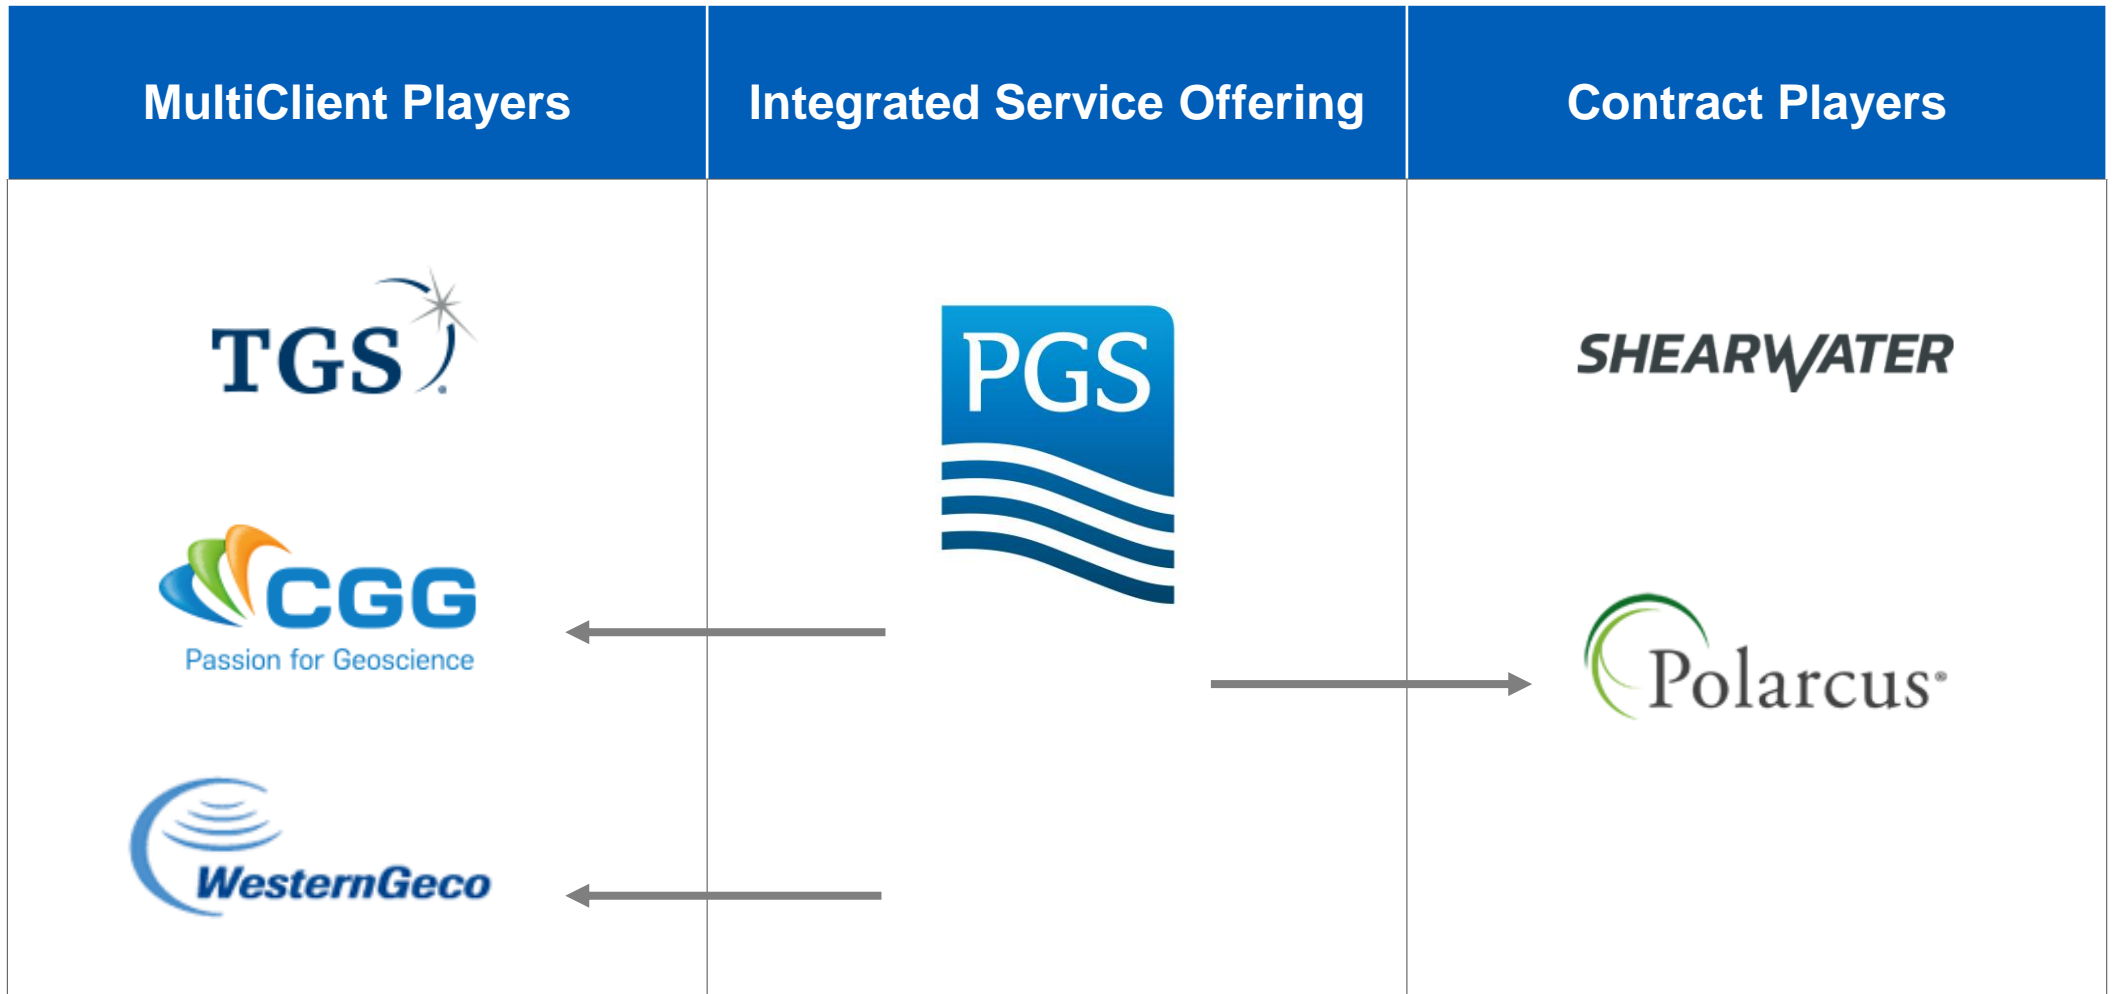 MultiClient Players
Integrated Service Offering
Contract Players
TGS
CGG
Passion for Geoscience
WesternGeco
PGS
SHEARWATER
Polarcus®